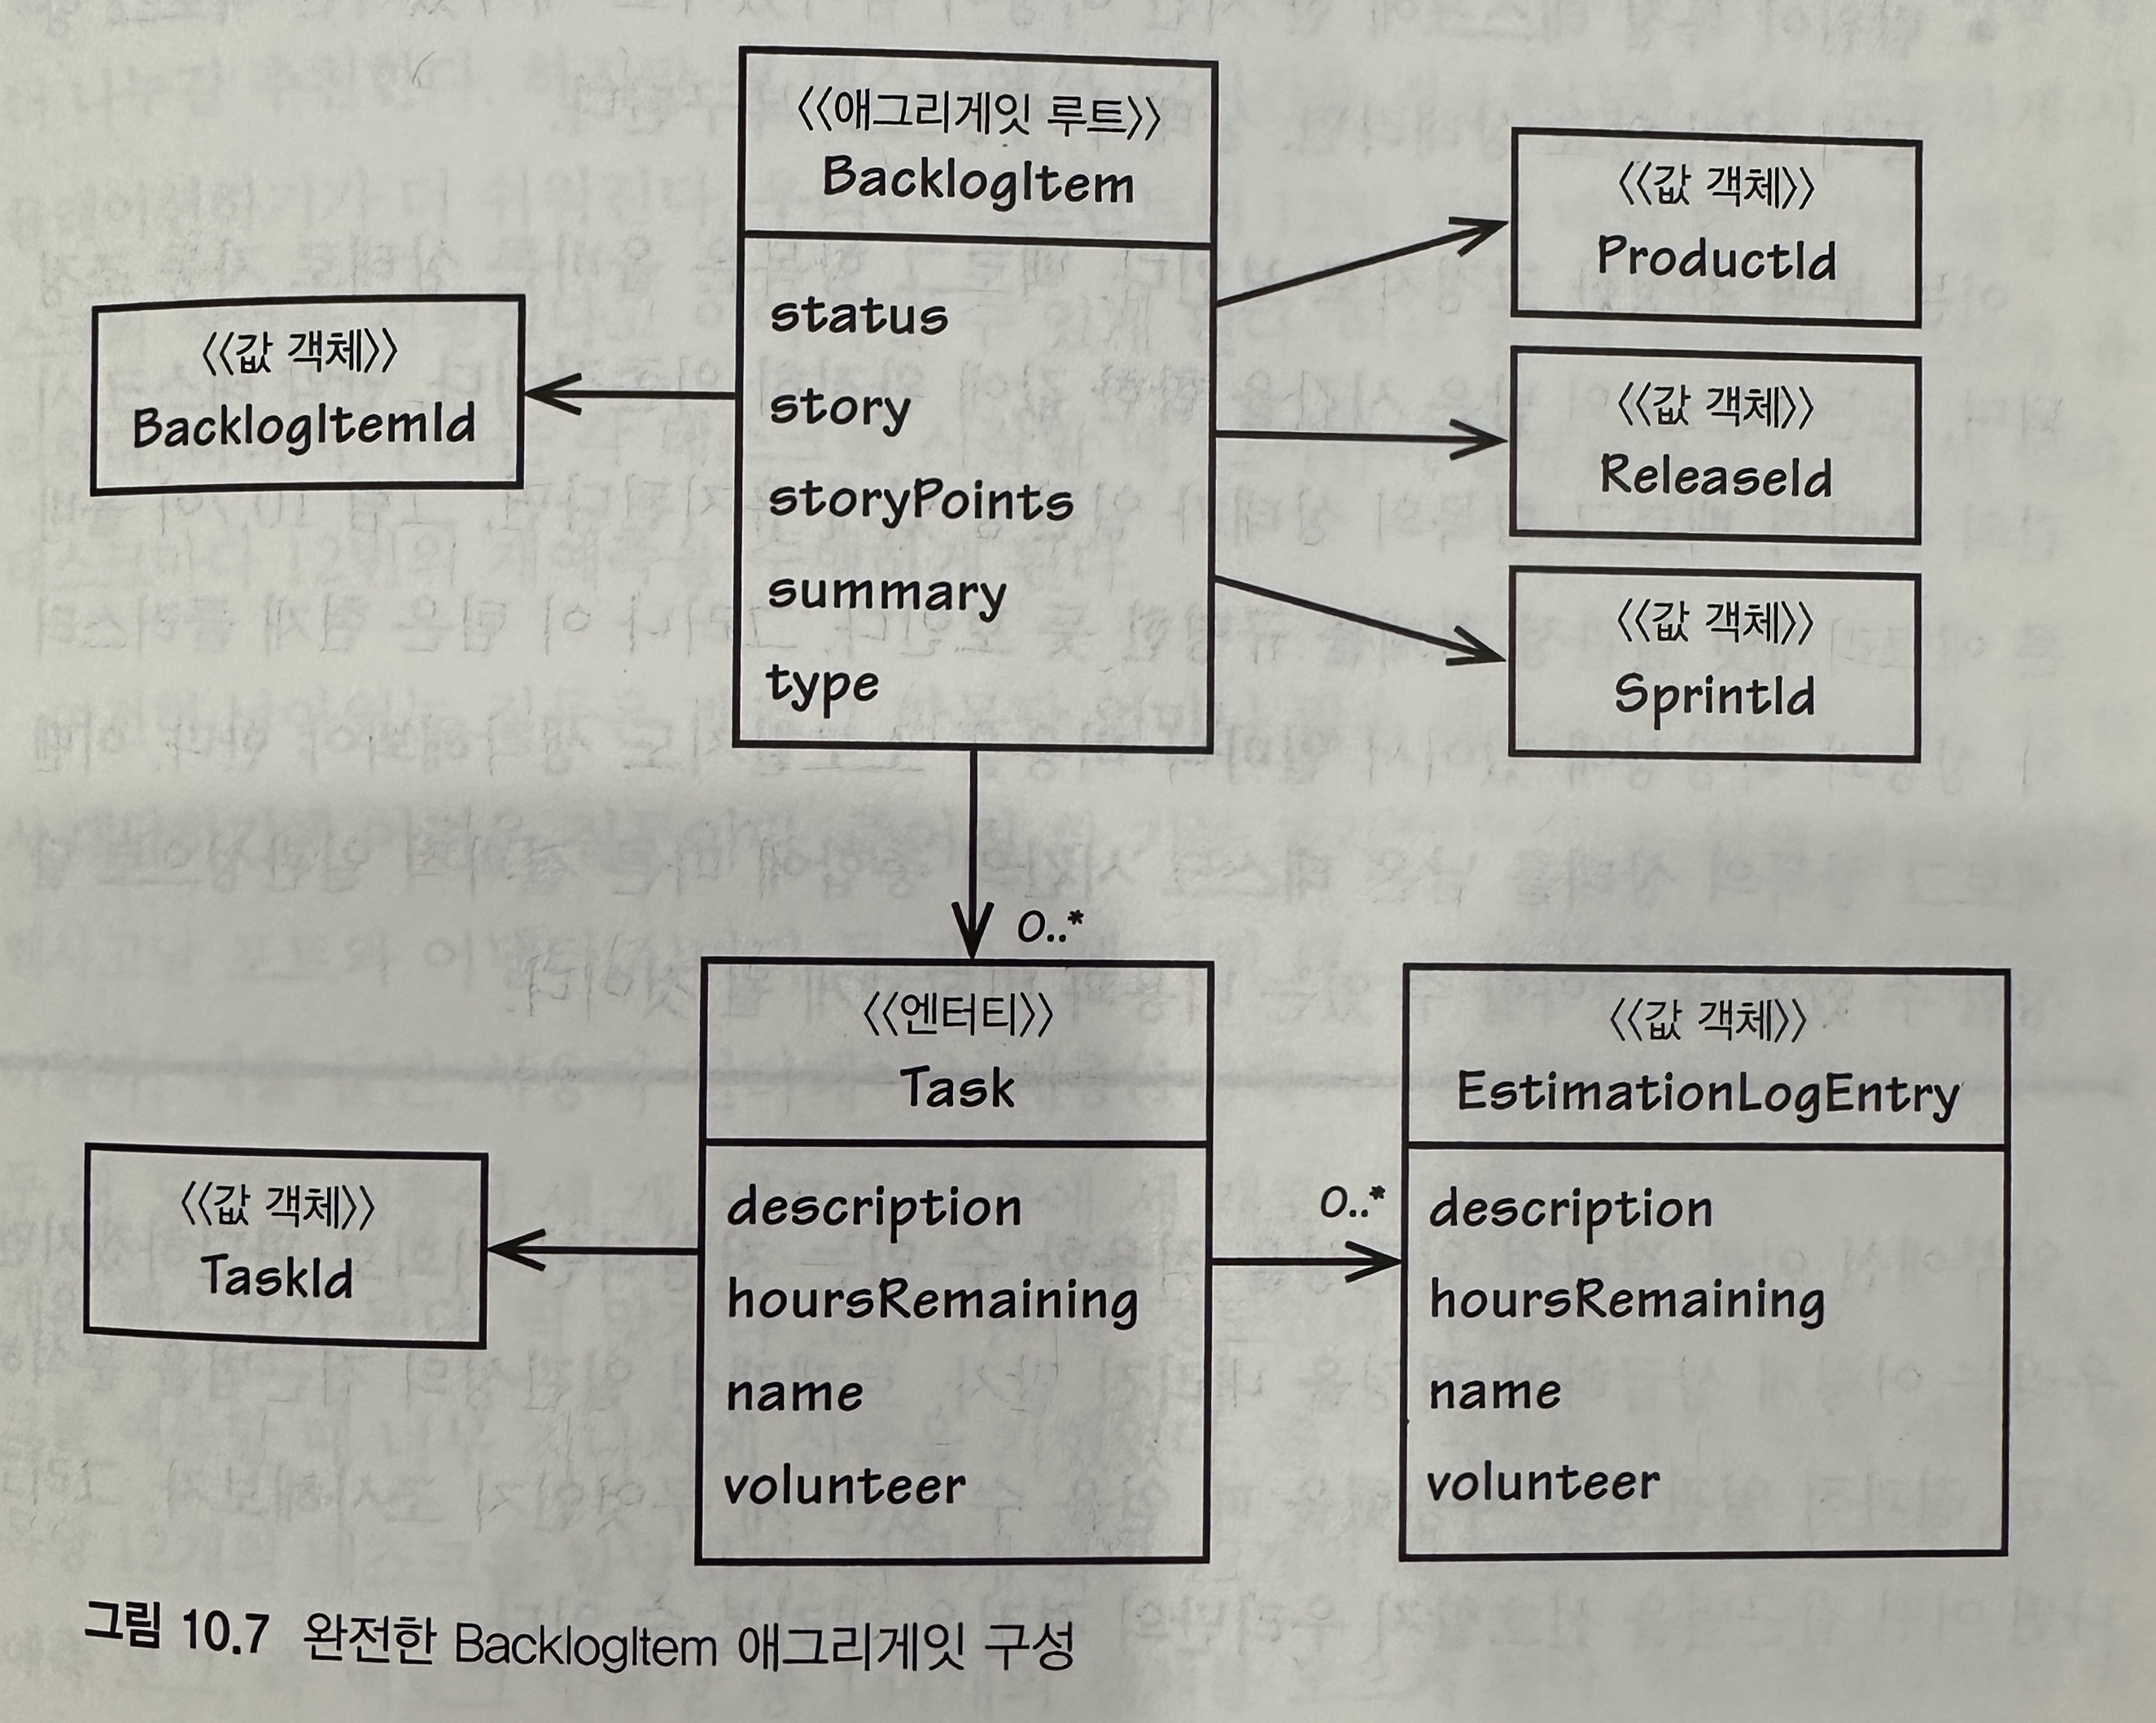 〈〈애그리게잇 루트〉〉
BacklogItem
status
story
storyPoints
summary
type
〈〈값 객체〉〉
BacklogItemId
〈〈값 객체〉〉
ProductId
〈〈값 객체〉〉
ReleaseId
〈〈값 객체〉〉
SprintId
0..*
〈〈엔터티〉〉
Task
description
hoursRemaining
name
volunteer
〈〈값 객체〉〉
TaskId
0..*
〈〈값 객체〉〉
EstimationLogEntry
description
hoursRemaining
name
volunteer
그림 10.7 완전한 BacklogItem 애그리게잇 구성